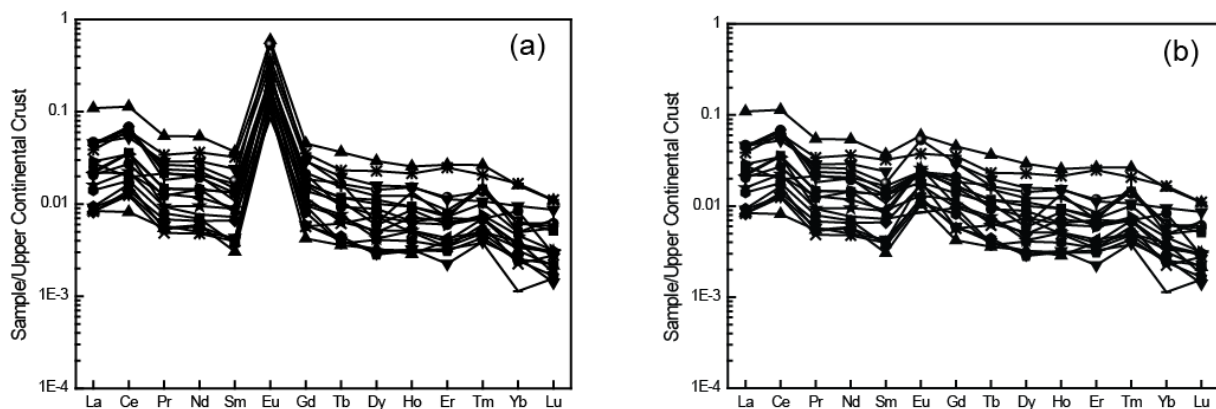 (a)
Sample/Upper Continental Crust
1
0.1
0.01
1E-3
1E-4
La Ce Pr Nd Sm Eu Gd Tb Dy Ho Er Tm Yb Lu
(b)
Sample/Upper Continental Crust
1
0.1
0.01
1E-3
1E-4
La Ce Pr Nd Sm Eu Gd Tb Dy Ho Er Tm Yb Lu